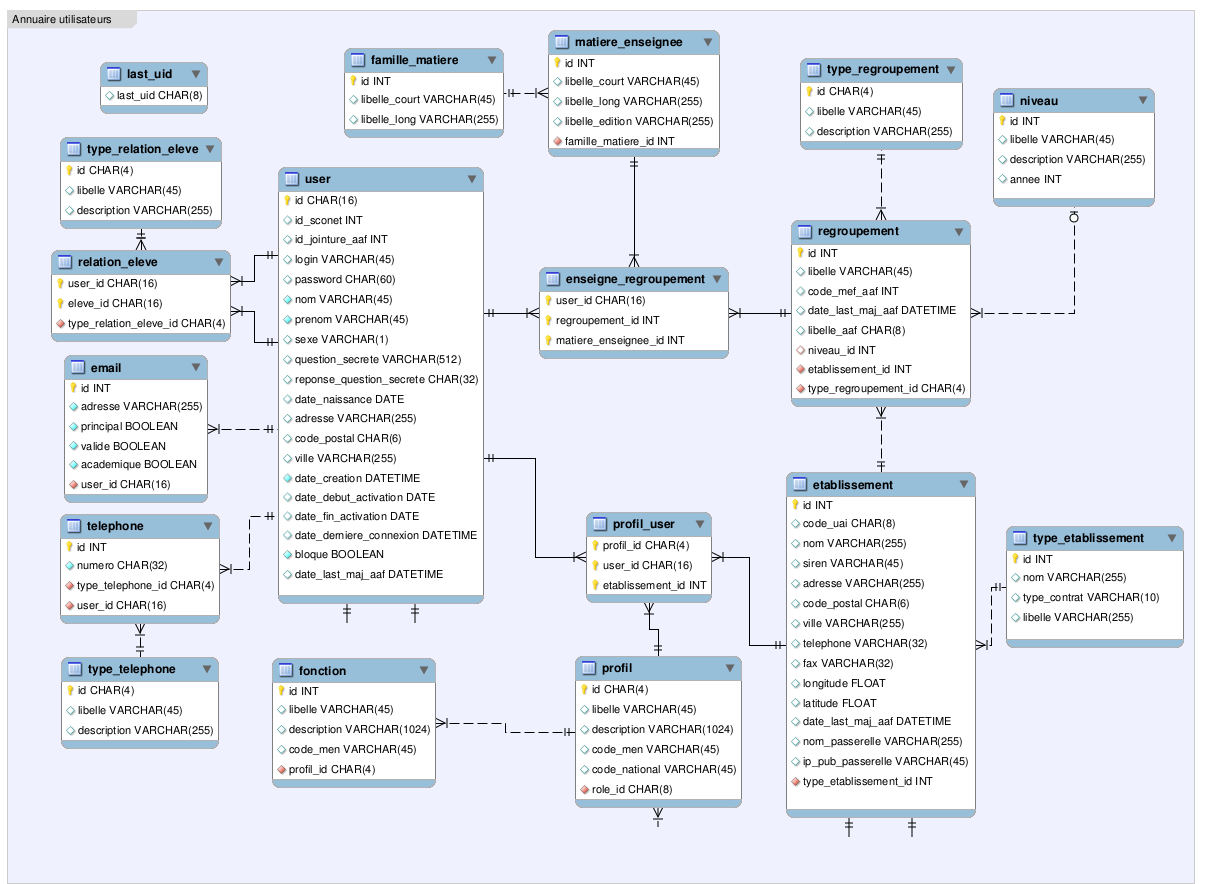 Annuaire utilisateurs
last_uid
last_uid CHAR(8)
famille_matiere
id INT
libelle_court VARCHAR(45)
libelle_long VARCHAR(255)
matiere_enseignee
id INT
libelle_court VARCHAR(45)
libelle_long VARCHAR(255)
libelle_edition VARCHAR(255)
famille_matiere_id INT
type_regroupement
id CHAR(4)
libelle VARCHAR(45)
description VARCHAR(255)
niveau
id INT
libelle VARCHAR(45)
description VARCHAR(255)
annee INT
type_relation_eleve
id CHAR(4)
libelle VARCHAR(45)
description VARCHAR(255)
relation_eleve
user_id CHAR(16)
eleve_id CHAR(16)
type_relation_eleve_id CHAR(4)
user
id CHAR(16)
id_sconet INT
id_jointure_aaf INT
login VARCHAR(45)
password CHAR(60)
nom VARCHAR(45)
prenom VARCHAR(45)
sexe VARCHAR(1)
question_secrete VARCHAR(512)
reponse_question_secrete CHAR(32)
date_naissance DATE
adresse VARCHAR(255)
code_postal CHAR(6)
ville VARCHAR(255)
date_creation DATETIME
date_debut_activation DATE
date_fin_activation DATE
date_derniere_connexion DATETIME
bloque BOOLEAN
date_last_maj_aaf DATETIME
enseigne_regroupement
user_id CHAR(16)
regroupement_id INT
matiere_enseignee_id INT
regroupement
id INT
libelle VARCHAR(45)
code_mef_aaf INT
date_last_maj_aaf DATETIME
libelle_aaf CHAR(8)
niveau_id INT
etablissement_id INT
type_regroupement_id CHAR(4)
email
id INT
adresse VARCHAR(255)
principal BOOLEAN
valide BOOLEAN
academique BOOLEAN
user_id CHAR(16)
telephone
id INT
numero CHAR(32)
type_telephone_id CHAR(4)
user_id CHAR(16)
type_telephone
id CHAR(4)
libelle VARCHAR(45)
description VARCHAR(255)
fonction
id INT
libelle VARCHAR(45)
description VARCHAR(1024)
code_men VARCHAR(45)
profil_id CHAR(4)
profil_user
profil_id CHAR(4)
user_id CHAR(16)
etablissement_id INT
profil
id CHAR(4)
libelle VARCHAR(45)
description VARCHAR(1024)
code_men VARCHAR(45)
code_national VARCHAR(45)
role_id CHAR(8)
etablissement
id INT
code_uai CHAR(8)
nom VARCHAR(255)
siren VARCHAR(45)
adresse VARCHAR(255)
code_postal CHAR(6)
ville VARCHAR(255)
telephone VARCHAR(32)
fax VARCHAR(32)
longitude FLOAT
latitude FLOAT
date_last_maj_aaf DATETIME
nom_passerelle VARCHAR(255)
ip_pub_passerelle VARCHAR(45)
type_etablissement_id INT
type_etablissement
id INT
nom VARCHAR(255)
type_contrat VARCHAR(10)
libelle VARCHAR(255)